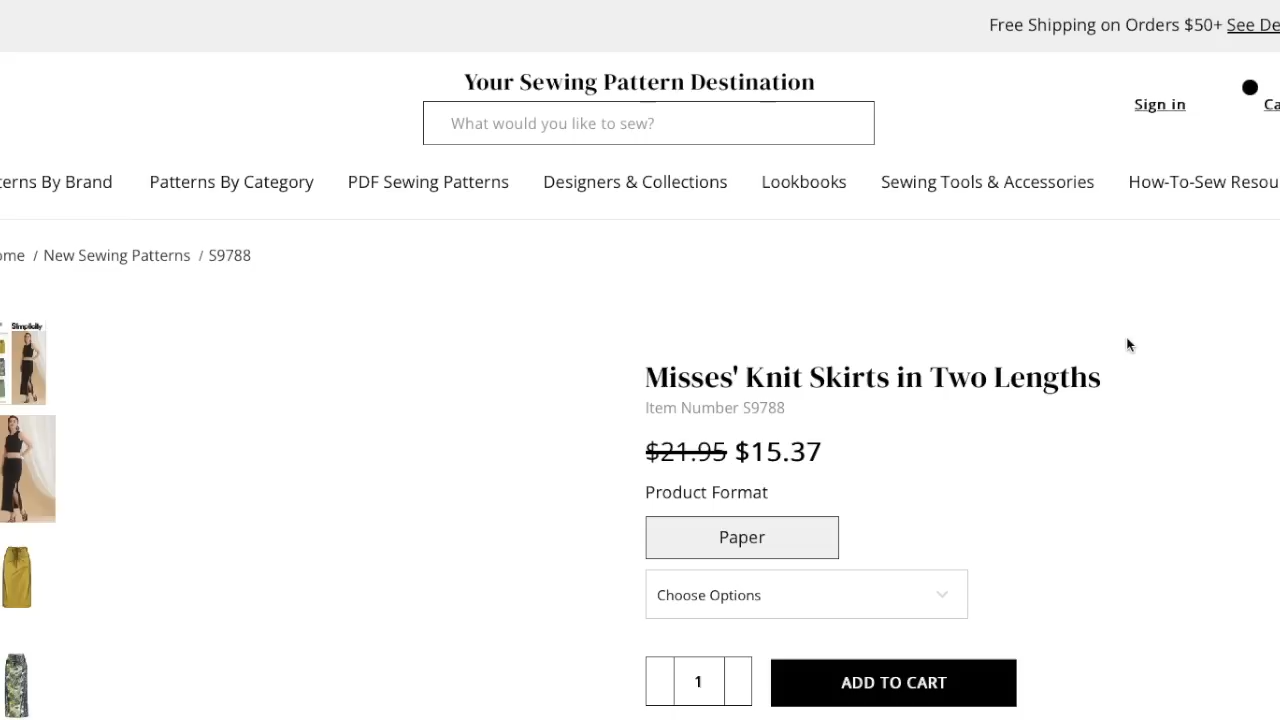 Free Shipping on Orders $50+ See De
Your Sewing Pattern Destination
What would you like to sew?
Sign in
Ca
terns By Brand Patterns By Category PDF Sewing Patterns Designers & Collections Lookbooks Sewing Tools & Accessories How-To-Sew Resou
ome / New Sewing Patterns / S9788
Simplicity
Misses' Knit Skirts in Two Lengths
Item Number S9788
$21.95 $15.37
Product Format
Paper
Choose Options
1
ADD TO CART